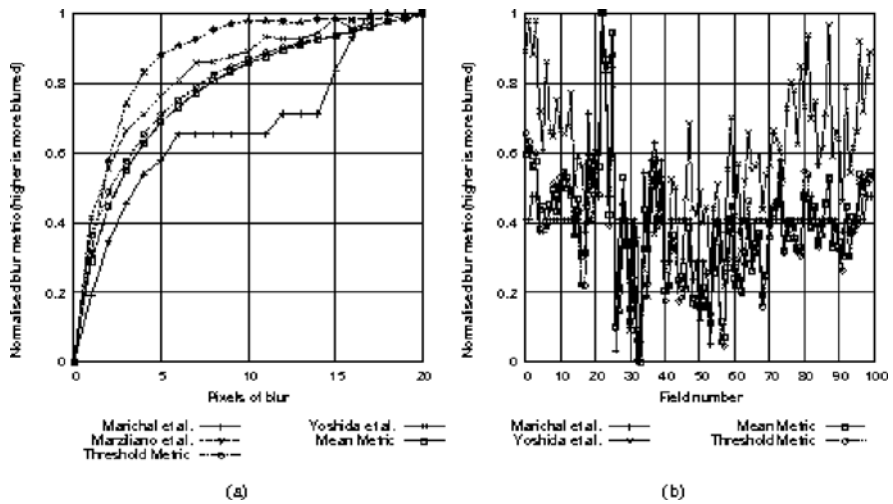 Normalised blur metric (higher is more blurred)
1
0.8
0.6
0.4
0.2
0
0 5 10 15 20
Pixels of blur
Marichal et al.
Marziliano et al.
Threshold Metric
Yoshida et al.
Mean Metric
(a)
Normalised blur metric (higher is more blurred)
1
0.8
0.6
0.4
0.2
0
0 10 20 30 40 50 60 70 80 90 100
Field number
Marichal et al.
Yoshida et al.
Mean Metric
Threshold Metric
(b)